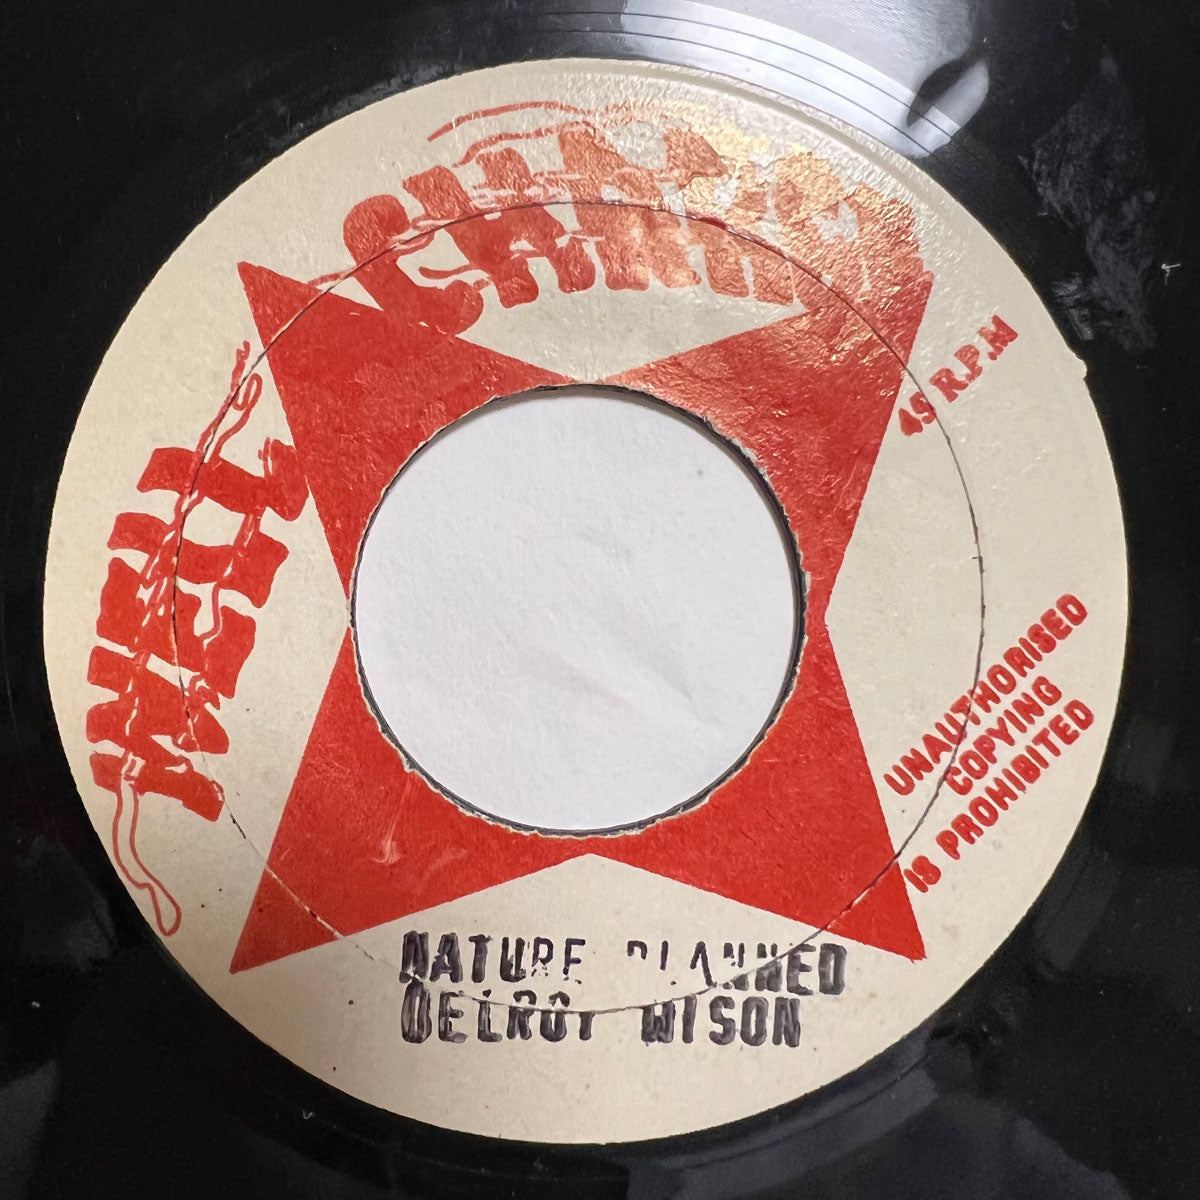 WELL CHARGE
45 R.P.M
UNAUTHORISED
COPYING
IS PROHIBITED
NATURE PLANNED
DELROY WISON